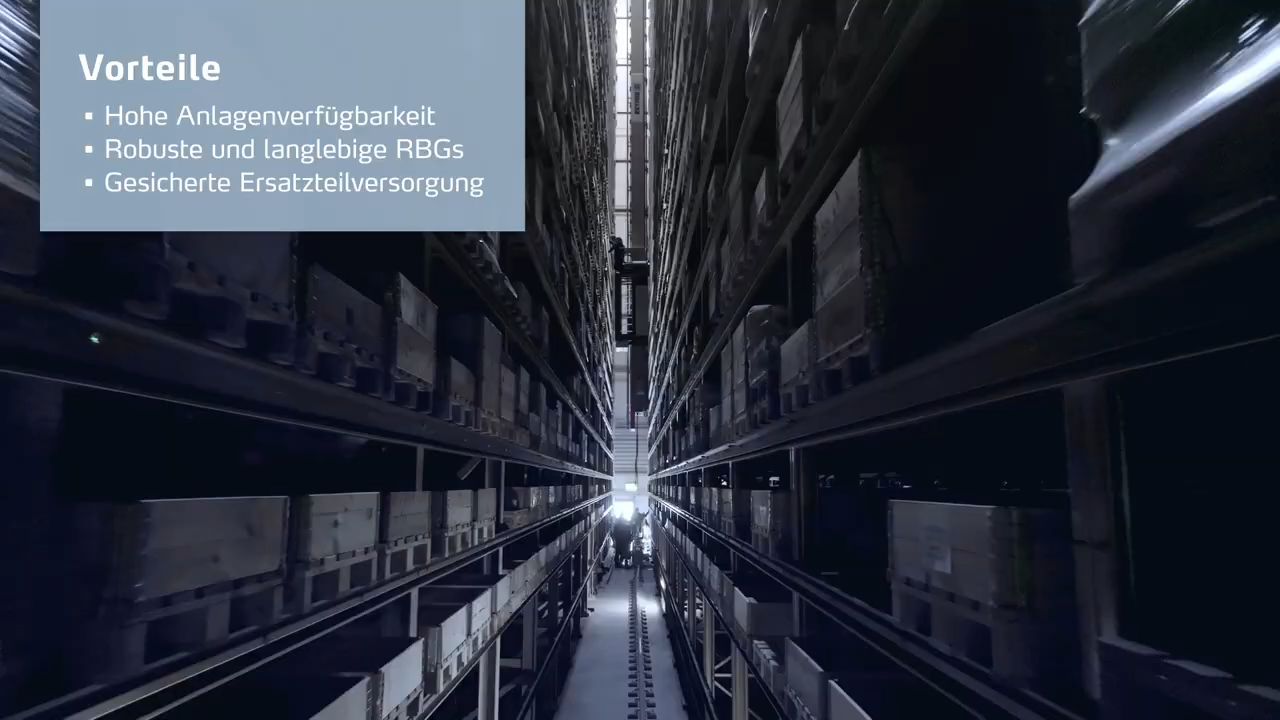 Vorteile
▪ Hohe Anlagenverfügbarkeit
▪ Robuste und langlebige RBGs
▪ Gesicherte Ersatzteilversorgung